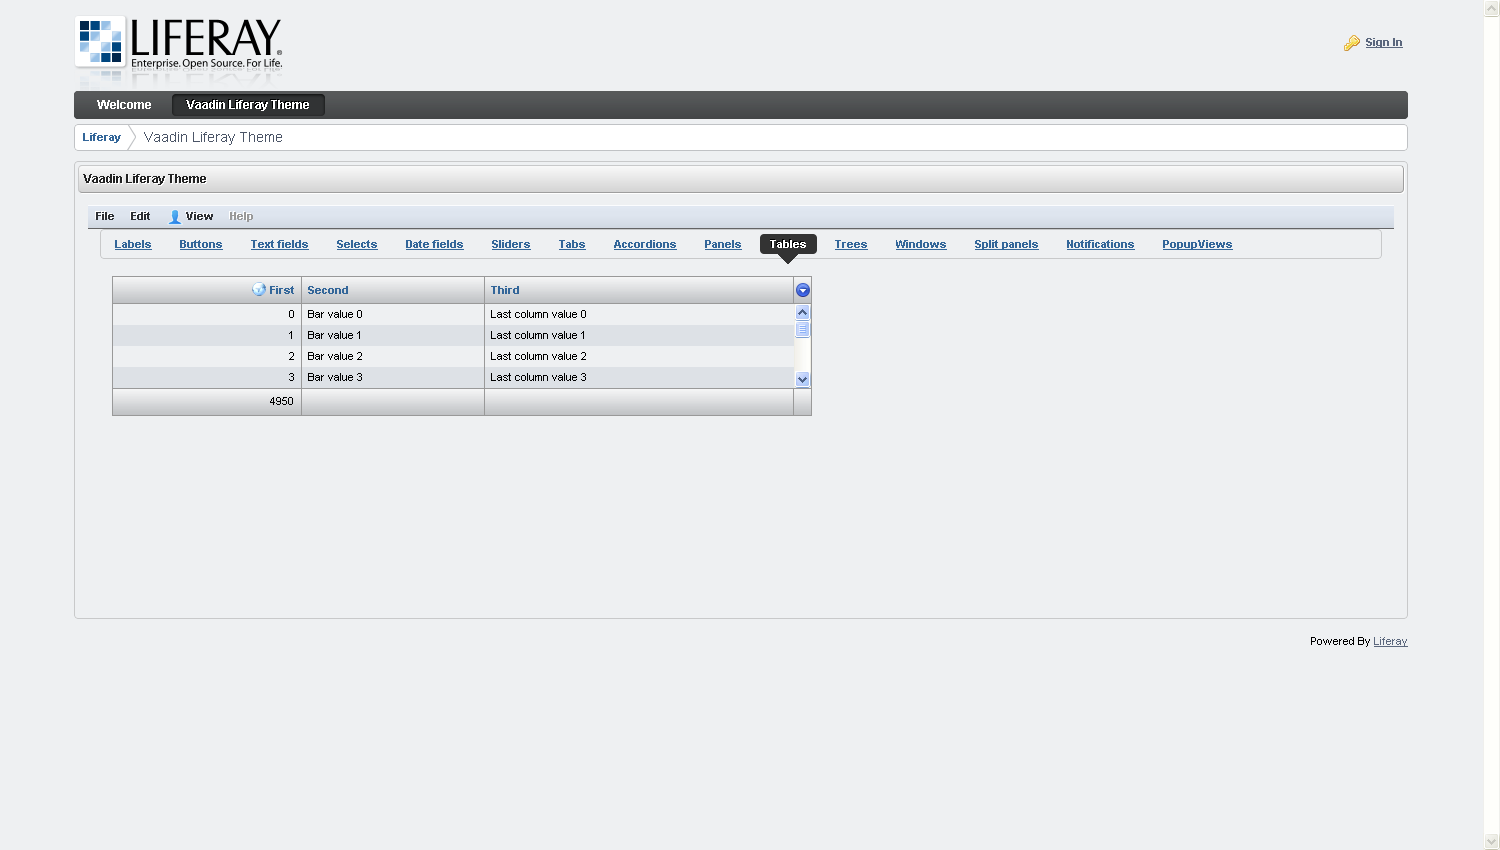 LIFERAY.
Enterprise. Open Source. For Life.
Sign In
Welcome Vaadin Liferay Theme
Liferay Vaadin Liferay Theme
Vaadin Liferay Theme
File Edit View Help
Labels Buttons Text fields Selects Date fields Sliders Tabs Accordions Panels Tables Trees Windows Split panels Notifications PopupViews
First Second Third
0 Bar value 0 Last column value 0
1 Bar value 1 Last column value 1
2 Bar value 2 Last column value 2
3 Bar value 3 Last column value 3
4950
Powered By Liferay